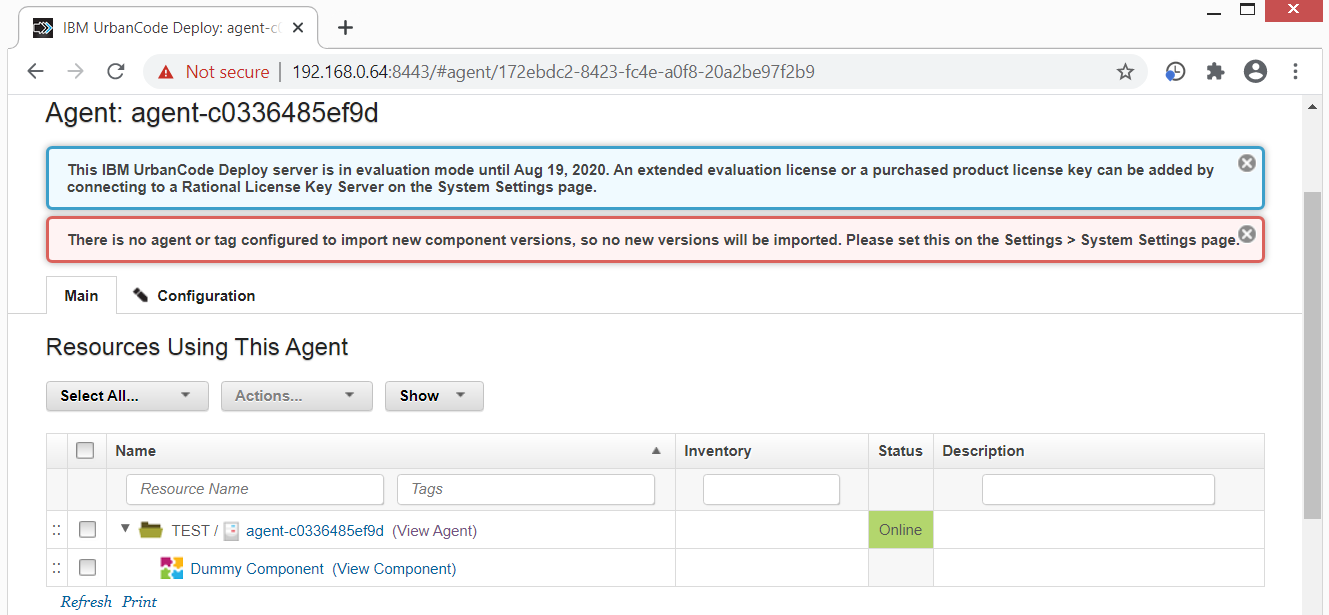 IBM UrbanCode Deploy: agent-c
Not secure | 192.168.0.64:8443/#agent/172ebdc2-8423-fc4e-a0f8-20a2be97f2b9
Agent: agent-c0336485ef9d
This IBM UrbanCode Deploy server is in evaluation mode until Aug 19, 2020. An extended evaluation license or a purchased product license key can be added by
connecting to a Rational License Key Server on the System Settings page.
There is no agent or tag configured to import new component versions, so no new versions will be imported. Please set this on the Settings > System Settings page.
Main Configuration
Resources Using This Agent
Select All... Actions... Show
Name Inventory Status Description
Resource Name Tags
TEST / agent-c0336485ef9d (View Agent) Online
Dummy Component (View Component)
Refresh Print